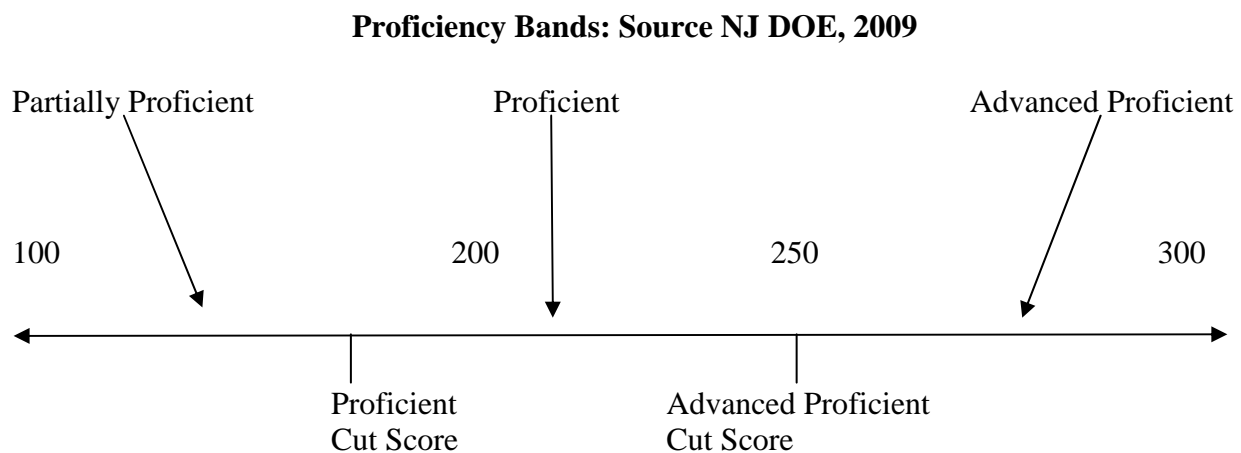 Proficiency Bands: Source NJ DOE, 2009
Partially Proficient Proficient Advanced Proficient
100 200 250 300
Proficient
Cut Score
Advanced Proficient
Cut Score